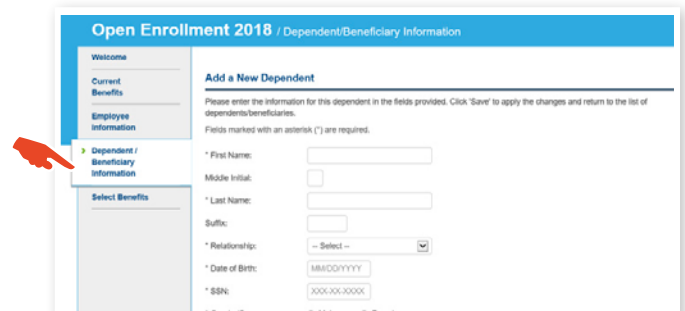 Open Enrollment 2018 / Dependent/Beneficiary Information
Welcome
Current
Benefits
Employee
Information
Dependent /
Beneficiary
Information
Select Benefits
Add a New Dependent
Please enter the information for this dependent in the fields provided. Click 'Save' to apply the changes and return to the list of
dependents/beneficiaries.
Fields marked with an asterisk (*) are required.
* First Name:
Middle Initial:
* Last Name:
Suffix:
* Relationship: -- Select --
* Date of Birth: MM/DD/YYYY
* SSN: XXX-XX-XXXX